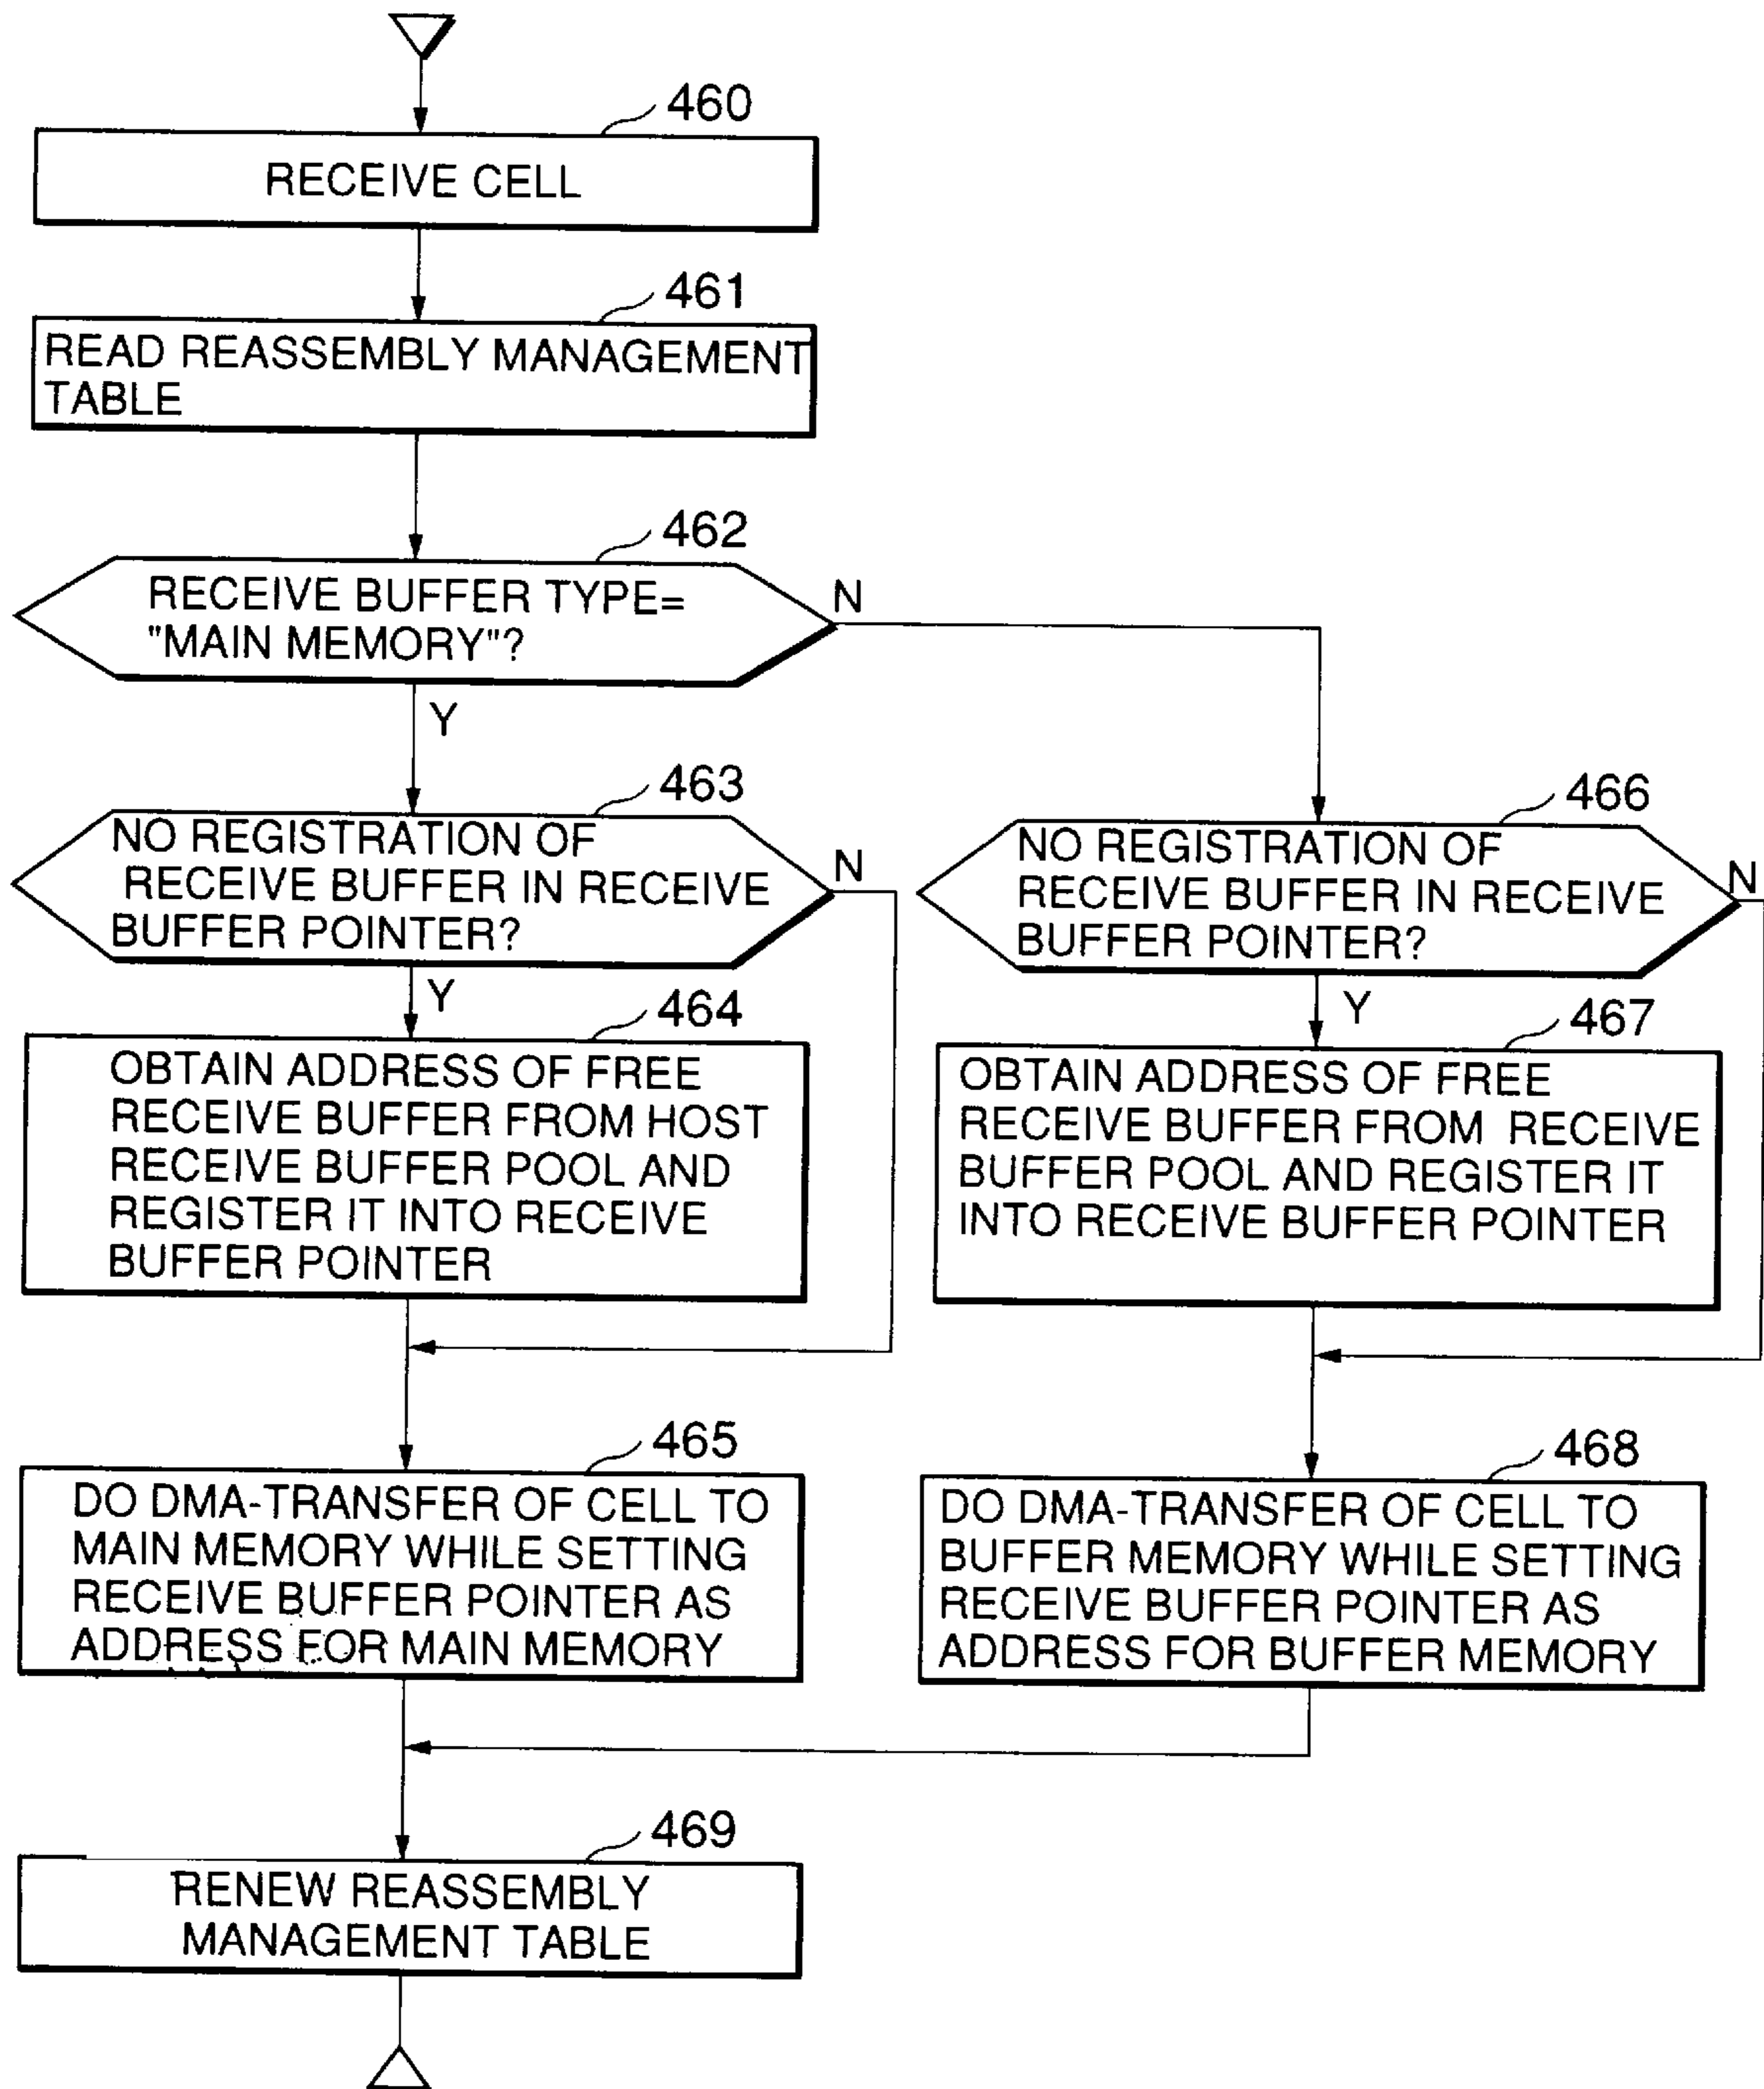 460
RECEIVE CELL
461
READ REASSEMBLY MANAGEMENT
TABLE
462
RECEIVE BUFFER TYPE=
"MAIN MEMORY"?
N
Y
463
NO REGISTRATION OF
RECEIVE BUFFER IN RECEIVE
BUFFER POINTER?
N
Y
464
OBTAIN ADDRESS OF FREE
RECEIVE BUFFER FROM HOST
RECEIVE BUFFER POOL AND
REGISTER IT INTO RECEIVE
BUFFER POINTER
465
DO DMA-TRANSFER OF CELL TO
MAIN MEMORY WHILE SETTING
RECEIVE BUFFER POINTER AS
ADDRESS FOR MAIN MEMORY
466
NO REGISTRATION OF
RECEIVE BUFFER IN RECEIVE
BUFFER POINTER?
N
Y
467
OBTAIN ADDRESS OF FREE
RECEIVE BUFFER FROM RECEIVE
BUFFER POOL AND REGISTER IT
INTO RECEIVE BUFFER POINTER
468
DO DMA-TRANSFER OF CELL TO
BUFFER MEMORY WHILE SETTING
RECEIVE BUFFER POINTER AS
ADDRESS FOR BUFFER MEMORY
469
RENEW REASSEMBLY
MANAGEMENT TABLE